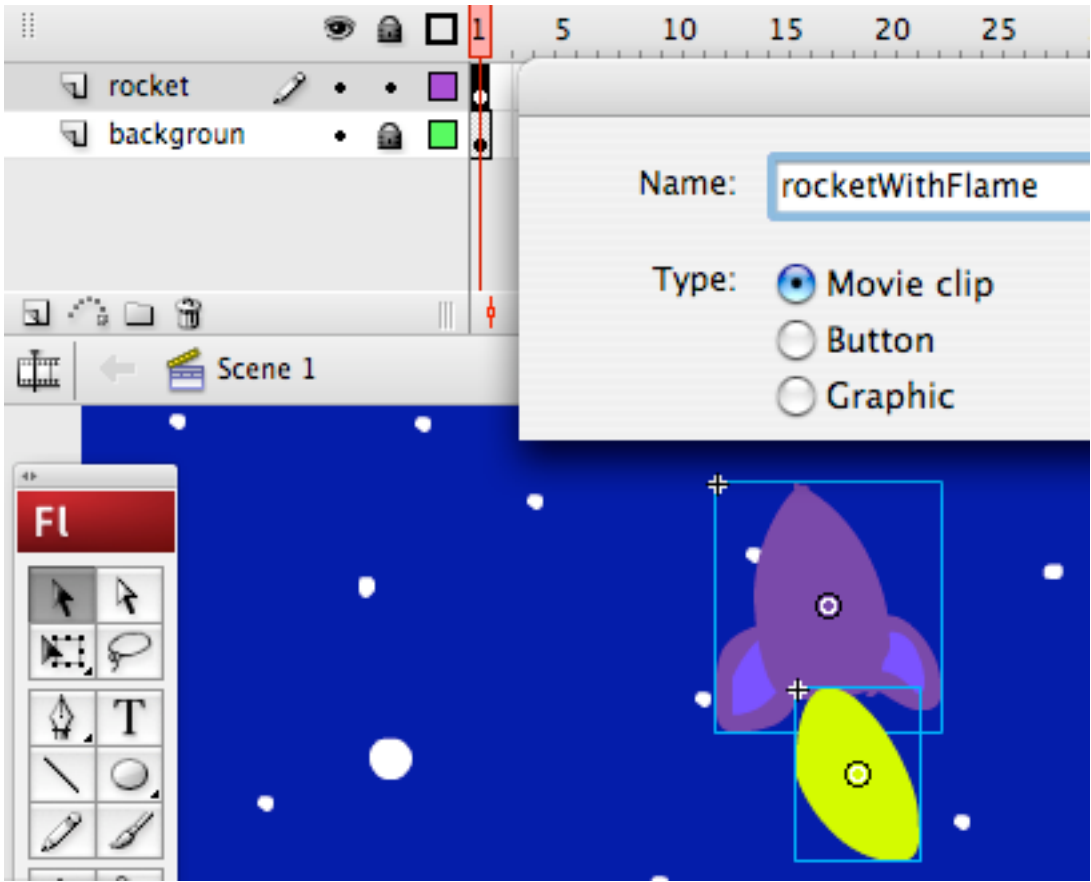 1 5 10 15 20 25
rocket
backgroun
Name: rocketWithFlame
Type: Movie clip
Button
Graphic
Scene 1
Fl
T